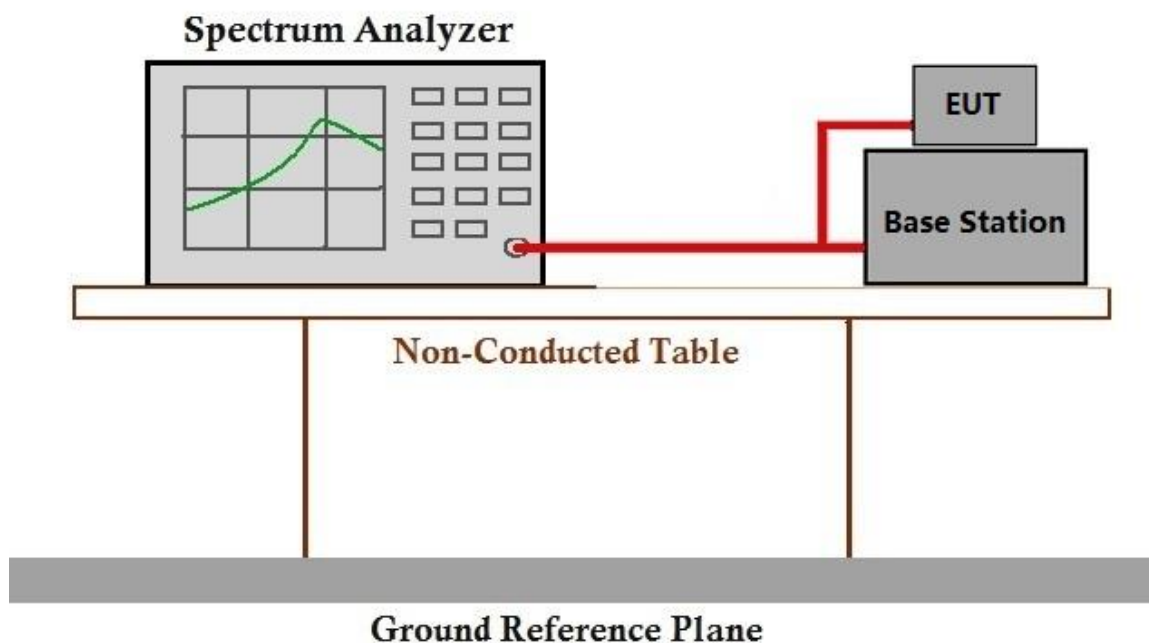 Spectrum Analyzer
EUT
Base Station
Non-Conducted Table
Ground Reference Plane